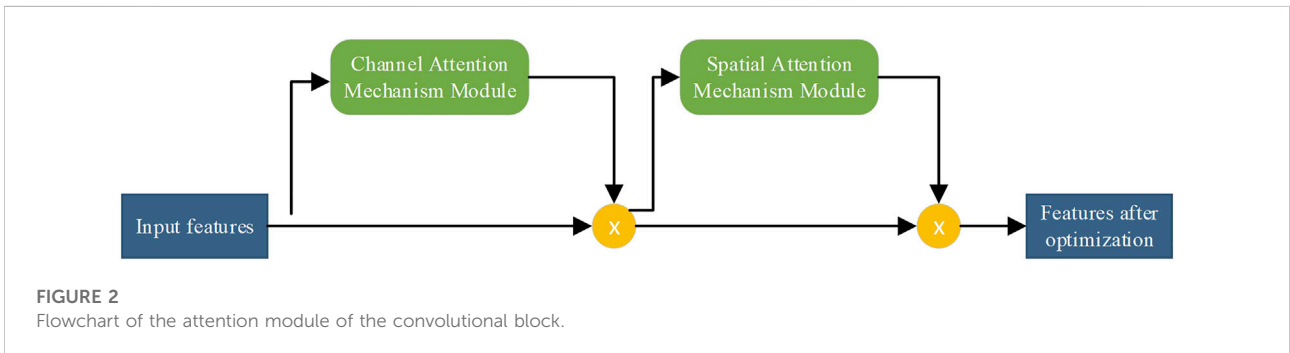 Channel Attention
Mechanism Module
Spatial Attention
Mechanism Module
Input features
X
X
Features after
optimization
FIGURE 2
Flowchart of the attention module of the convolutional block.